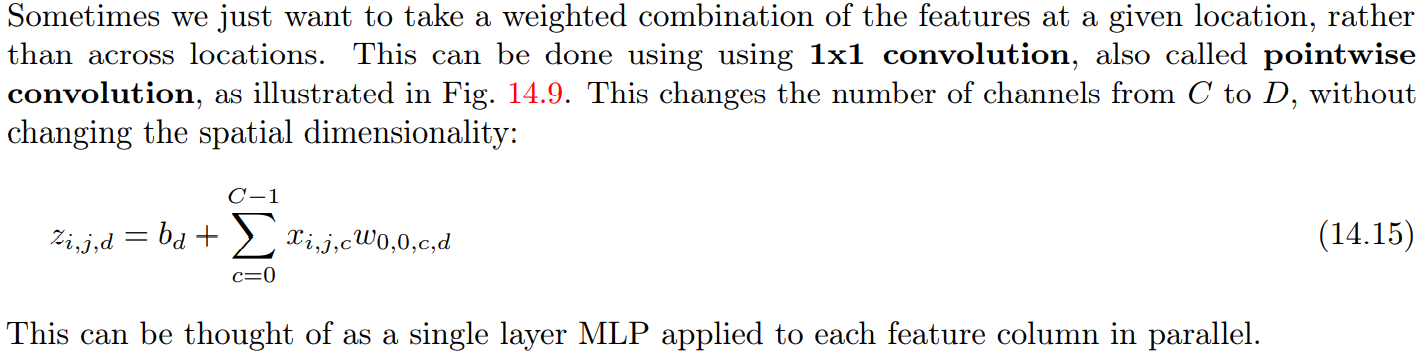 Sometimes we just want to take a weighted combination of the features at a given location, rather
than across locations. This can be done using using 1x1 convolution, also called pointwise
convolution, as illustrated in Fig. 14.9. This changes the number of channels from C to D, without
changing the spatial dimensionality:
z_{i,j,d} = b_d + \sum_{c=0}^{C-1} x_{i,j,c} w_{0,0,c,d} (14.15)
This can be thought of as a single layer MLP applied to each feature column in parallel.